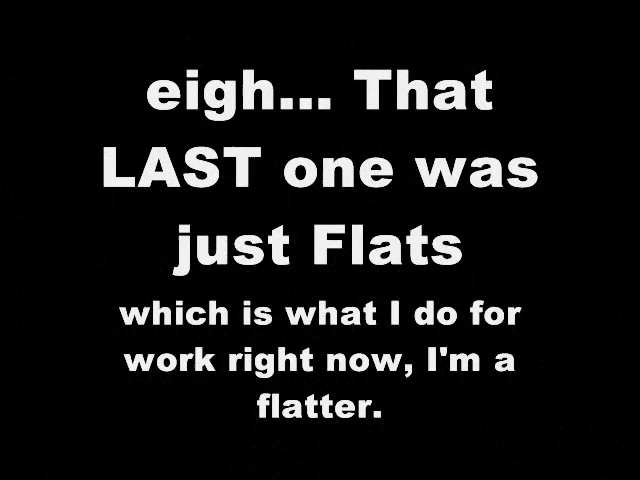 eigh... That
LAST one was
just Flats
which is what I do for
work right now, I'm a
flatter.